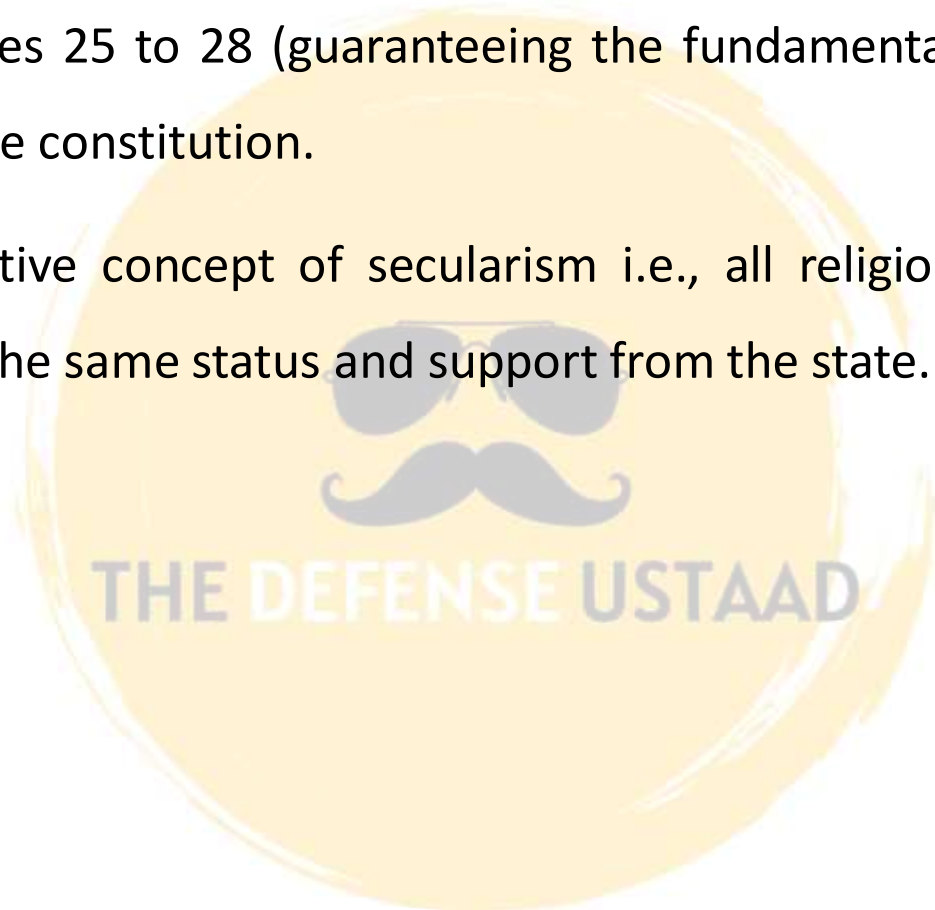 es 25 to 28 (guaranteeing the fundamenta
e constitution.
tive concept of secularism i.e., all religio
he same status and support from the state.
THE DEFENSE USTAAD